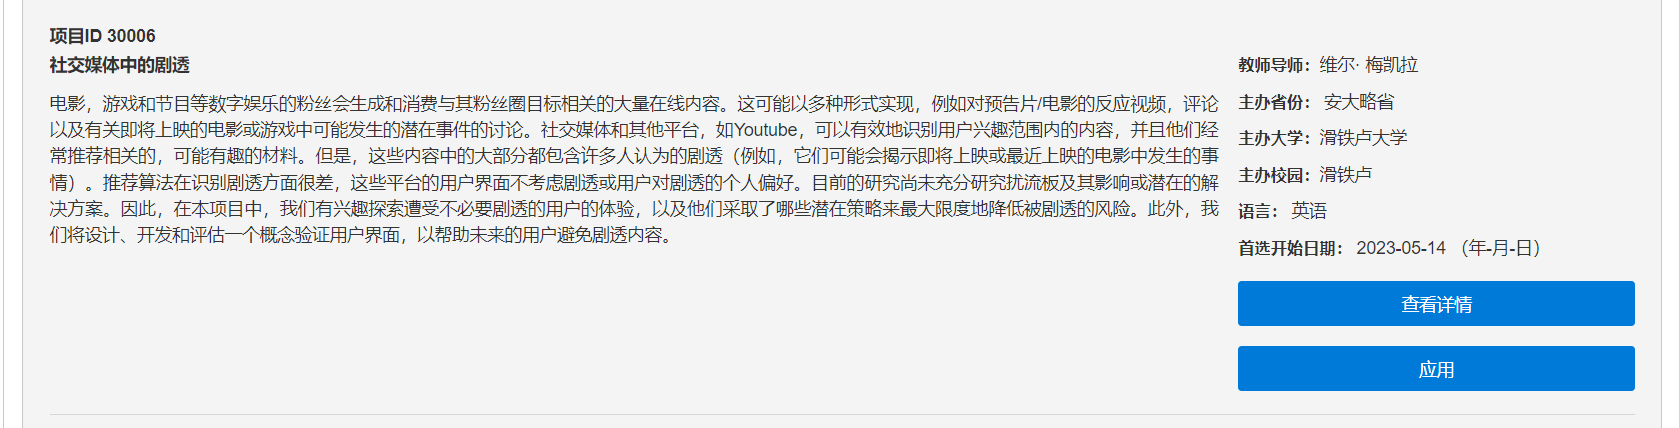 项目ID 30006
社交媒体中的剧透
电影，游戏和节目等数字娱乐的粉丝会生成和消费与其粉丝圈目标相关的大量在线内容。这可能以多种形式实现，例如对预告片/电影的反应视频，评论
以及有关即将上映的电影或游戏中可能发生的潜在事件的讨论。社交媒体和其他平台，如Youtube，可以有效地识别用户兴趣范围内的内容，并且他们经
常推荐相关的，可能有趣的材料。但是，这些内容中的大部分都包含许多人认为的剧透（例如，它们可能会揭示即将上映或最近上映的电影中发生的事
情）。推荐算法在识别剧透方面很差，这些平台的用户界面不考虑剧透或用户对剧透的个人偏好。目前的研究尚未充分研究扰流板及其影响或潜在的解
决方案。因此，在本项目中，我们有兴趣探索遭受不必要剧透的用户的体验，以及他们采取了哪些潜在策略来最大限度地降低被剧透的风险。此外，我
们将设计、开发和评估一个概念验证用户界面，以帮助未来的用户避免剧透内容。
教师导师：维尔· 梅凯拉
主办省份： 安大略省
主办大学：滑铁卢大学
主办校园：滑铁卢
语言： 英语
首选开始日期： 2023-05-14 （年-月-日）
查看详情
应用